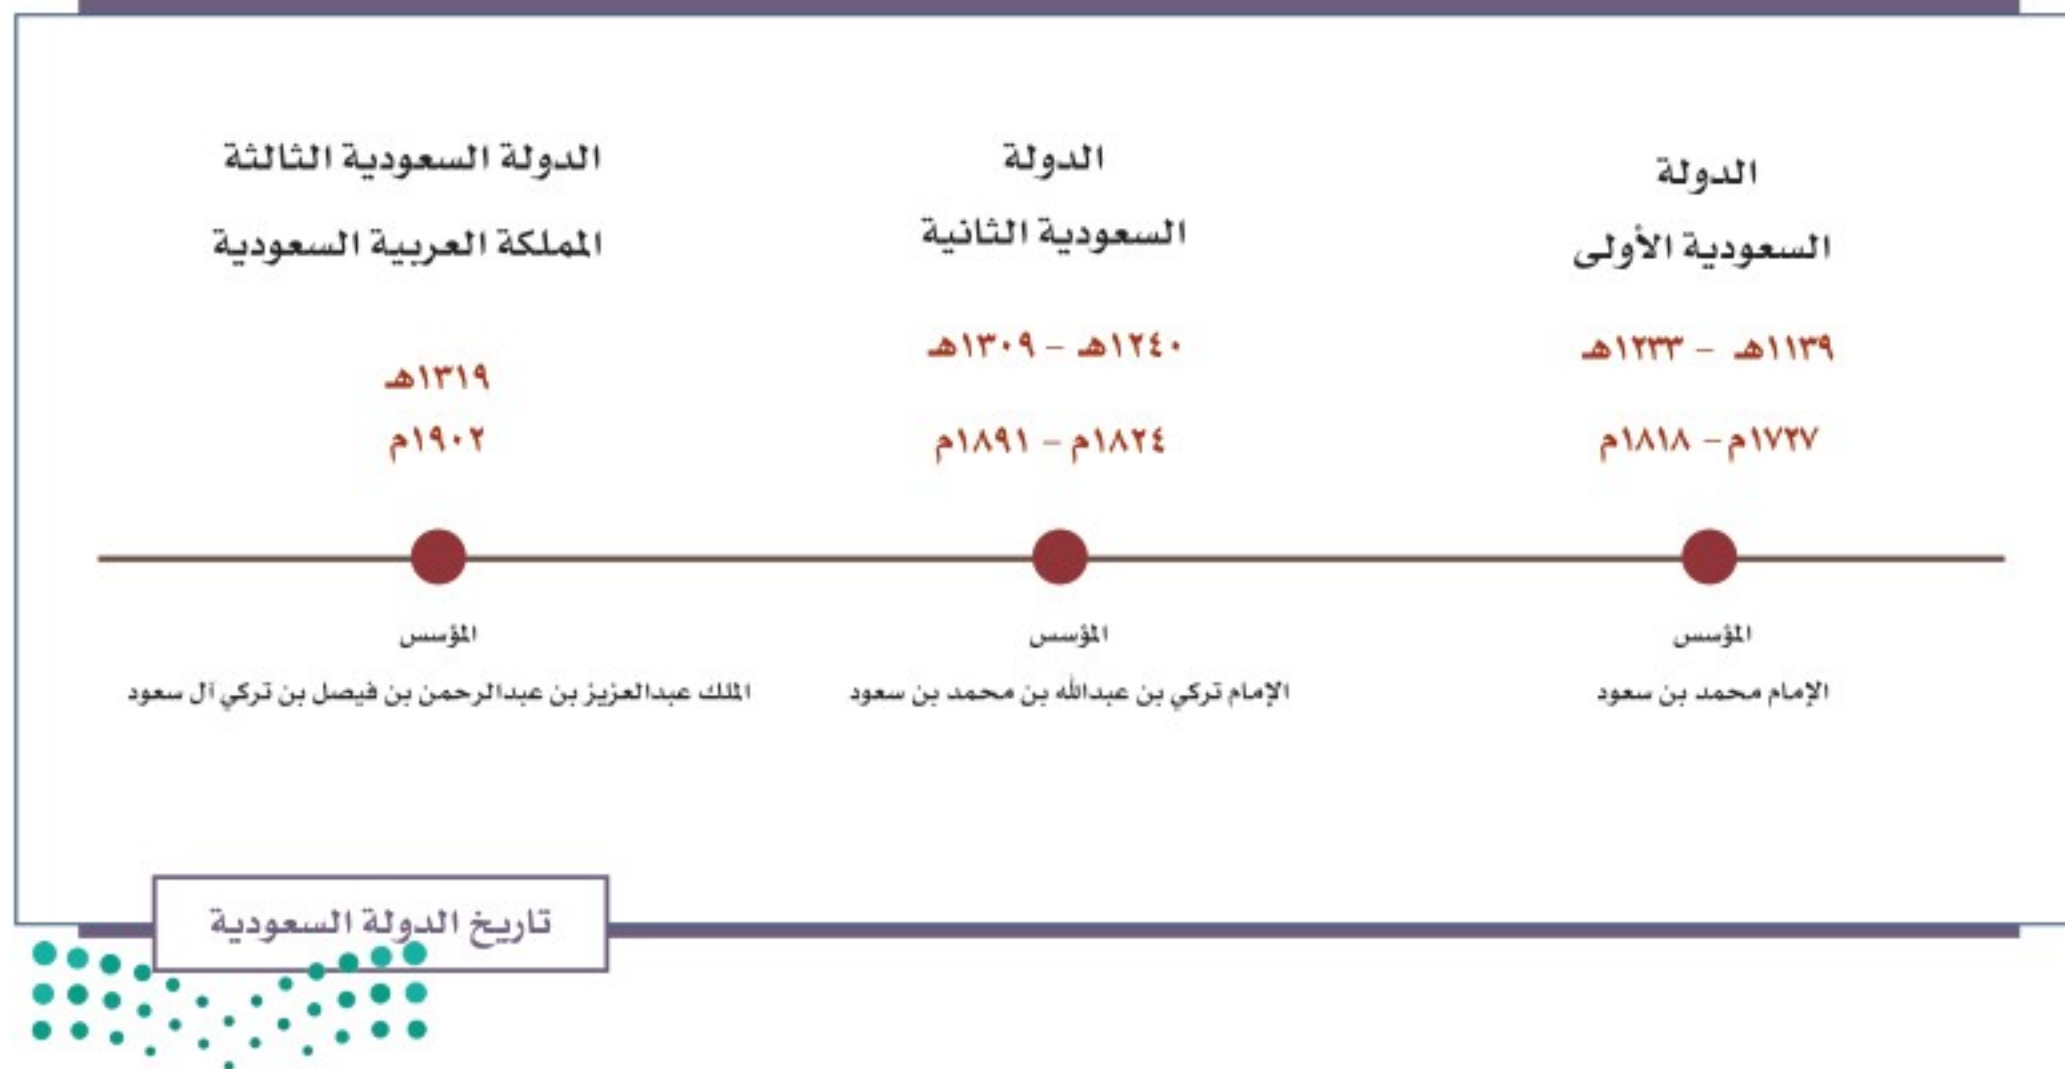 الدولة
السعودية الأولى
١١٣٩هـ – ١٢٣٣هـ
١٧٢٧م – ١٨١٨م
المؤسس
الإمام محمد بن سعود
الدولة
السعودية الثانية
١٢٤٠هـ – ١٣٠٩هـ
١٨٢٤م – ١٨٩١م
المؤسس
الإمام تركي بن عبدالله بن محمد بن سعود
الدولة السعودية الثالثة
المملكة العربية السعودية
١٣١٩هـ
١٩٠٢م
المؤسس
الملك عبدالعزيز بن عبدالرحمن بن فيصل بن تركي آل سعود
تاريخ الدولة السعودية